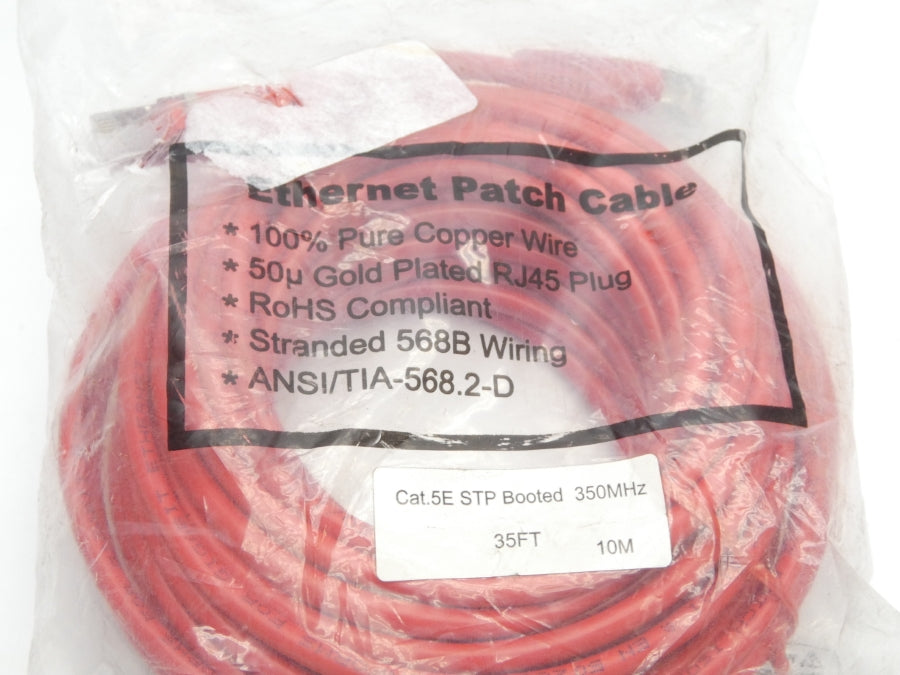 Ethernet Patch Cable
* 100% Pure Copper Wire
* 50µ Gold Plated RJ45 Plug
* RoHS Compliant
* Stranded 568B Wiring
* ANSI/TIA-568.2-D
Cat.5E STP Booted 350MHz
35FT 10M